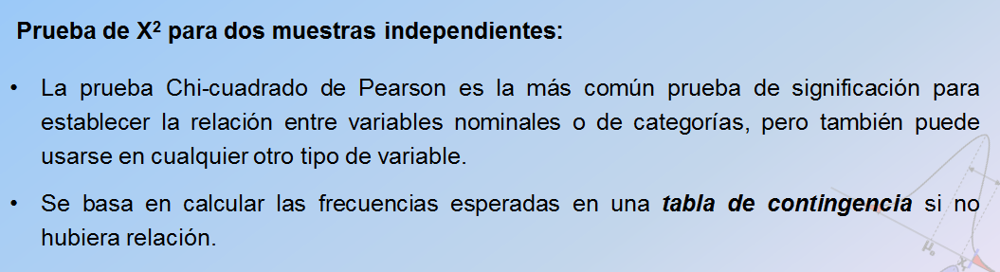 Prueba de X² para dos muestras independientes:
• La prueba Chi-cuadrado de Pearson es la más común prueba de significación para
establecer la relación entre variables nominales o de categorías, pero también puede
usarse en cualquier otro tipo de variable.
• Se basa en calcular las frecuencias esperadas en una tabla de contingencia si no
hubiera relación.
μ₀